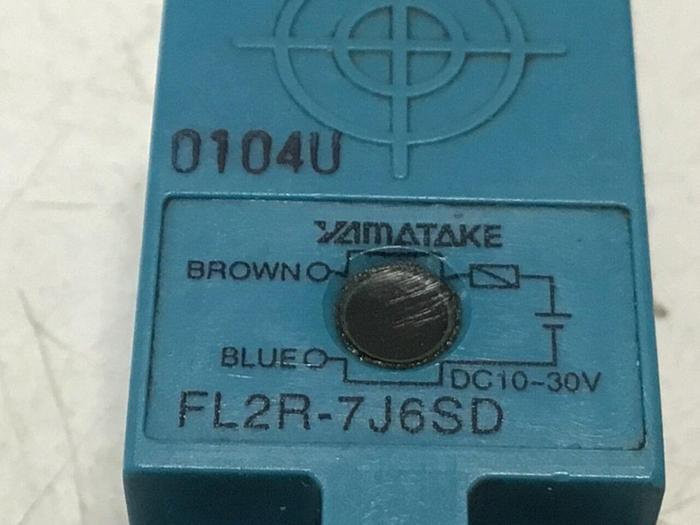 0104U
YAMATAKE
BROWN
BLUE
DC10-30V
FL2R-7J6SD